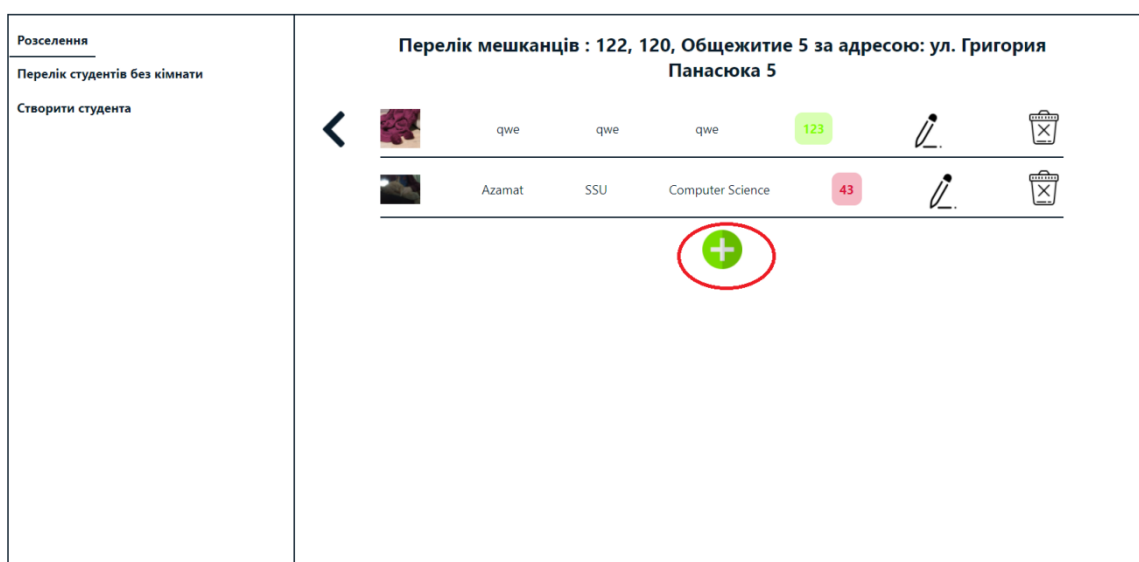 Розселення
Перелік студентів без кімнати
Створити студента
Перелік мешканців : 122, 120, Общежитие 5 за адресою: ул. Григория
Панасюка 5
qwe qwe qwe 123
Azamat SSU Computer Science 43